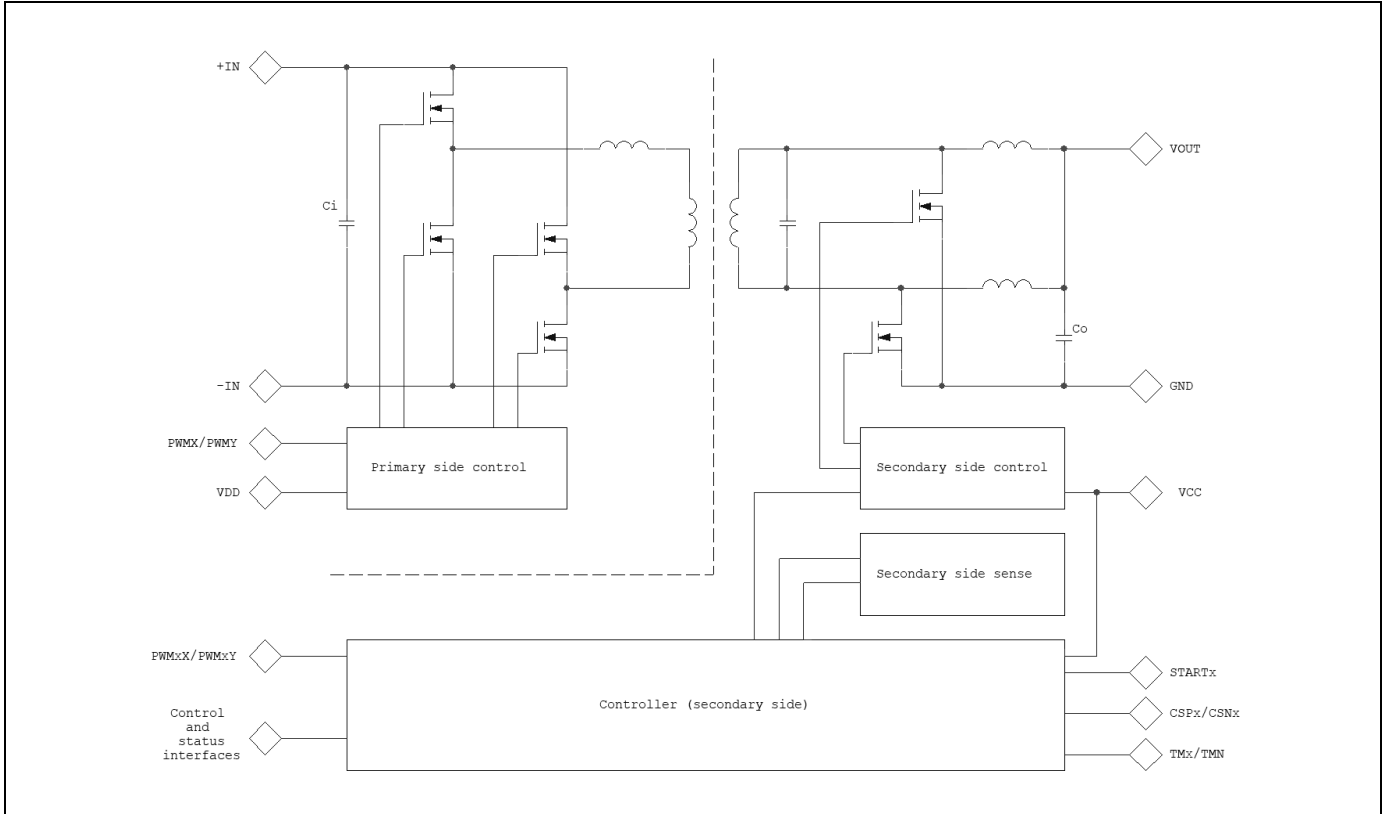 +IN
VOUT
Ci
Co
-IN
GND
PWMX/PWMY
Primary side control
Secondary side control
VDD
VCC
Secondary side sense
PWMxX/PWMxY
STARTx
Controller (secondary side)
CSPx/CSNx
Control
and
status
interfaces
TMx/TMN